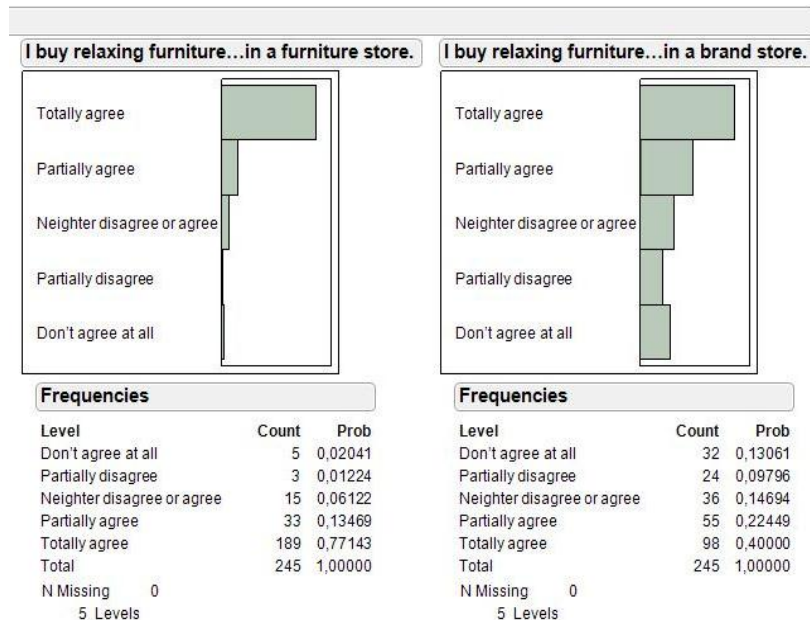 I buy relaxing furniture...in a furniture store.
Totally agree
Partially agree
Neighter disagree or agree
Partially disagree
Don't agree at all
Frequencies
Level Count Prob
Don't agree at all 5 0,02041
Partially disagree 3 0,01224
Neighter disagree or agree 15 0,06122
Partially agree 33 0,13469
Totally agree 189 0,77143
Total 245 1,00000
N Missing 0
5 Levels
I buy relaxing furniture...in a brand store.
Totally agree
Partially agree
Neighter disagree or agree
Partially disagree
Don't agree at all
Frequencies
Level Count Prob
Don't agree at all 32 0,13061
Partially disagree 24 0,09796
Neighter disagree or agree 36 0,14694
Partially agree 55 0,22449
Totally agree 98 0,40000
Total 245 1,00000
N Missing 0
5 Levels